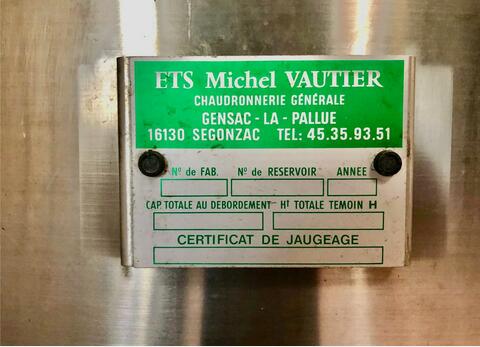 ETS Michel VAUTIER
CHAUDRONNERIE GÉNÉRALE
GENSAC - LA - PALLUE
16130 SEGONZAC TEL: 45.35.93.51
Nº de FAB. Nº de RESERVOIR ANNEE
CAP TOTALE AU DEBORDEMENT Hᵗ TOTALE TEMOIN H
CERTIFICAT DE JAUGEAGE